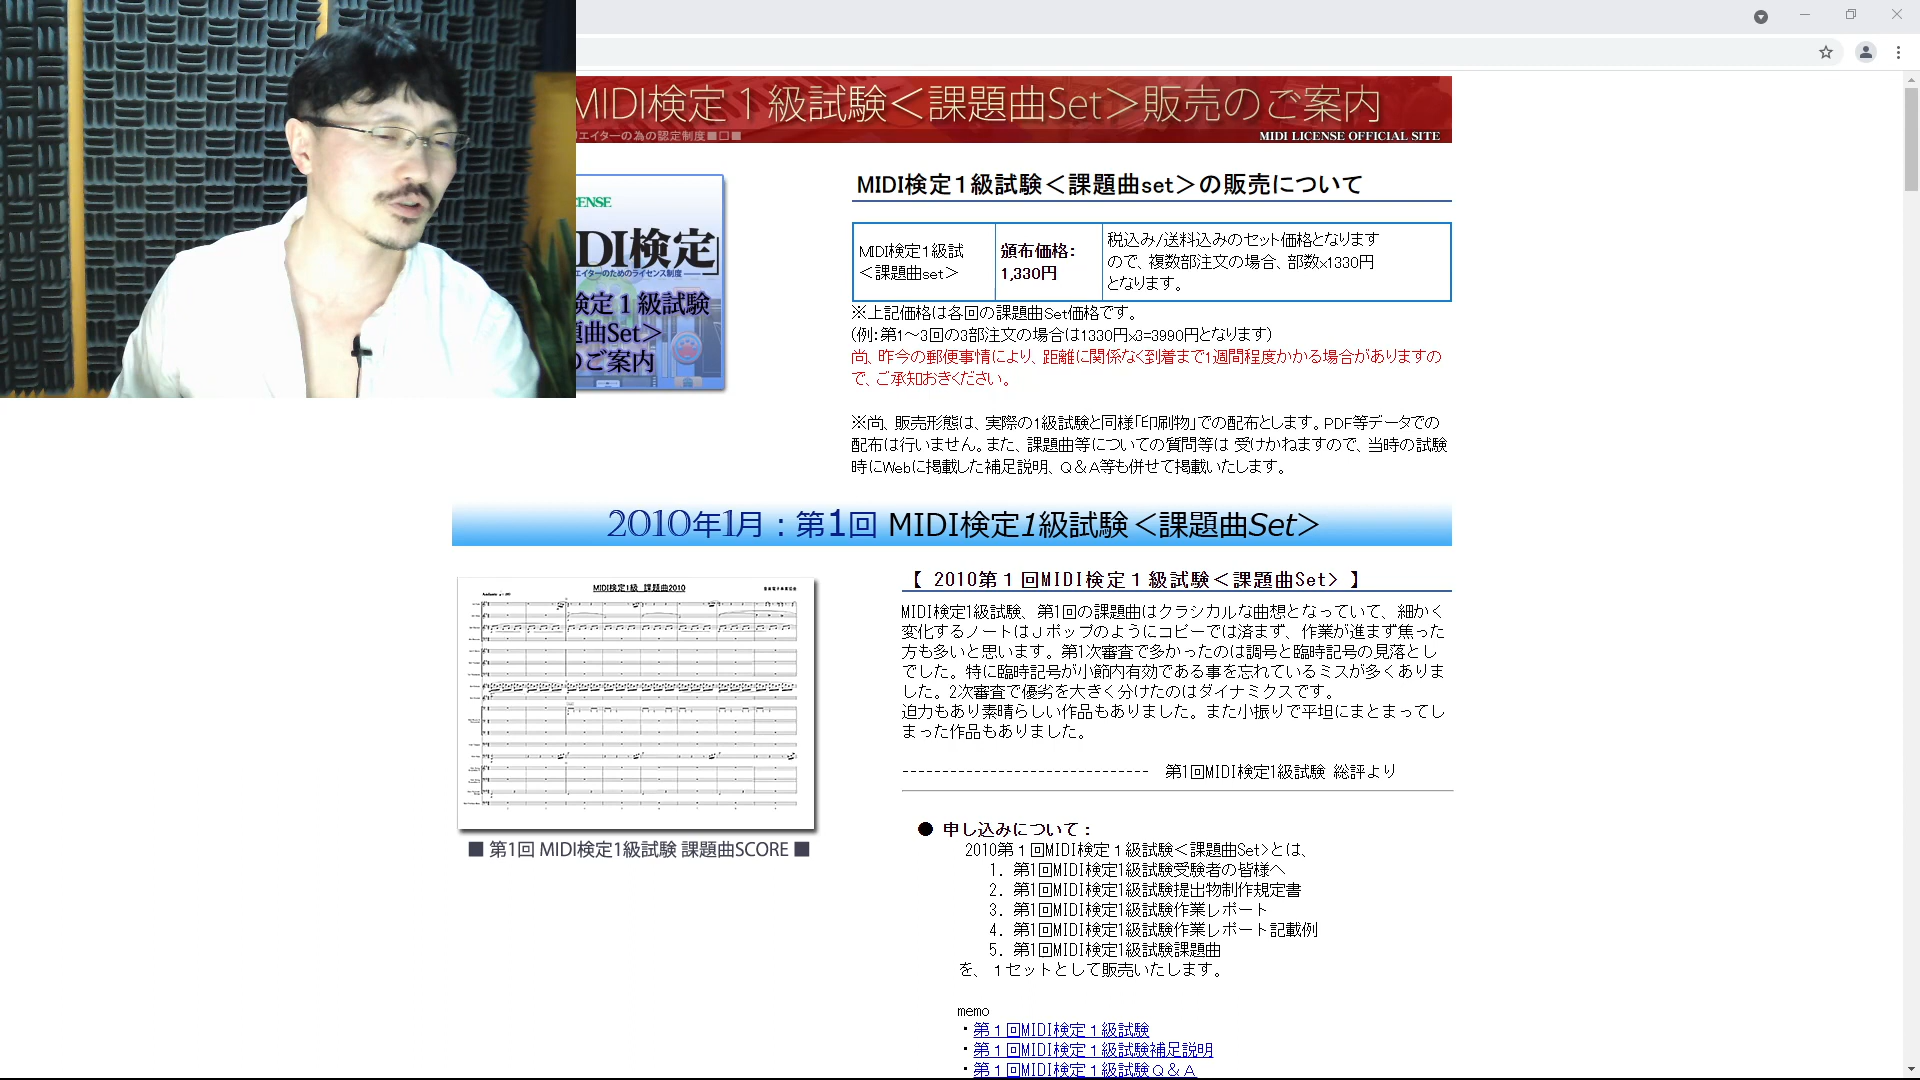 MIDI検定１級試験＜課題曲Set＞販売のご案内
エイターの為の認定制度■□■
MIDI LICENSE OFFICIAL SITE
ENSE
DI検定」
エイターのためのライセンス制度
検定１級試験
題曲Set＞
のご案内
MIDI検定１級試験＜課題曲set＞の販売について
MIDI検定1級試
＜課題曲set＞
頒布価格：
1,330円
税込み/送料込みのセット価格となります
ので、複数部注文の場合、部数x1330円
となります。
※上記価格は各回の課題曲Set価格です。
（例：第1～3回の3部注文の場合は1330円x3=3990円となります）
尚、昨今の郵便事情により、距離に関係なく到着まで1週間程度かかる場合がありますの
で、ご承知おきください。
※尚、販売形態は、実際の1級試験と同様「印刷物」での配布とします。PDF等データでの
配布は行いません。また、課題曲等についての質問等は 受けかねますので、当時の試験
時にWebに掲載した補足説明、Q＆A等も併せて掲載いたします。
2010年1月：第1回 MIDI検定1級試験＜課題曲Set＞
MIDI検定1級 課題曲2010
■ 第1回 MIDI検定1級試験 課題曲SCORE ■
【 2010第１回MIDI検定１級試験＜課題曲Set> 】
MIDI検定1級試験、第1回の課題曲はクラシカルな曲想となっていて、細かく
変化するノートはＪポップのようにコピーでは済まず、作業が進まず焦った
方も多いと思います。第1次審査で多かったのは調号と臨時記号の見落とし
でした。特に臨時記号が小節内有効である事を忘れているミスが多くありま
した。2次審査で優劣を大きく分けたのはダイナミクスです。
迫力もあり素晴らしい作品もありました。また小振りで平坦にまとまってし
まった作品もありました。
------------------------------- 第1回MIDI検定1級試験 総評より
● 申し込みについて：
2010第１回MIDI検定１級試験＜課題曲Set>とは、
1. 第1回MIDI検定1級試験受験者の皆様へ
2. 第1回MIDI検定1級試験提出物制作規定書
3. 第1回MIDI検定1級試験作業レポート
4. 第1回MIDI検定1級試験作業レポート記載例
5. 第1回MIDI検定1級試験課題曲
を、１セットとして販売いたします。
memo
・第１回MIDI検定１級試験
・第１回MIDI検定１級試験補足説明
・第１回MIDI検定１級試験Ｑ＆Ａ